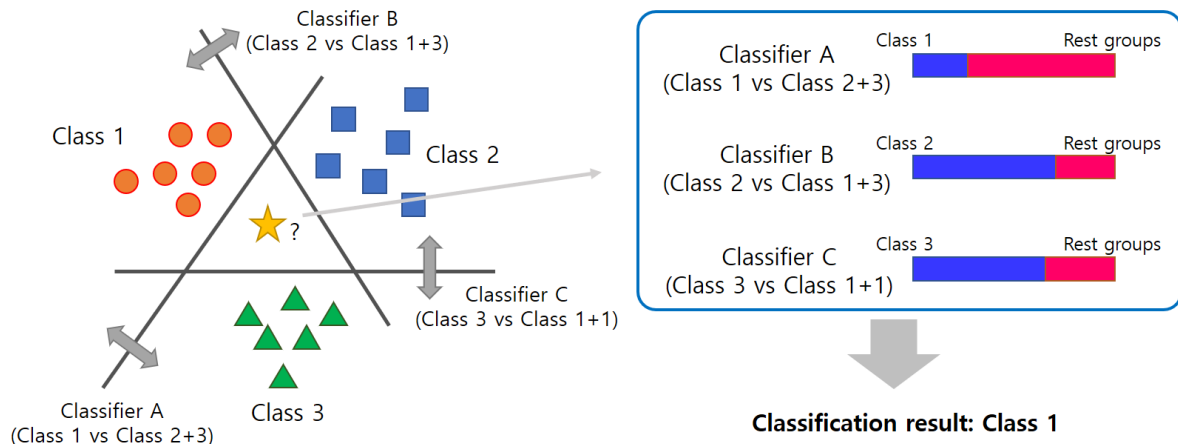 Classifier B
(Class 2 vs Class 1+3)
Class 1
Class 2
?
Classifier C
(Class 3 vs Class 1+1)
Classifier A
(Class 1 vs Class 2+3)
Class 3
Class 1 Rest groups
Classifier A
(Class 1 vs Class 2+3)
Class 2 Rest groups
Classifier B
(Class 2 vs Class 1+3)
Class 3 Rest groups
Classifier C
(Class 3 vs Class 1+1)
Classification result: Class 1